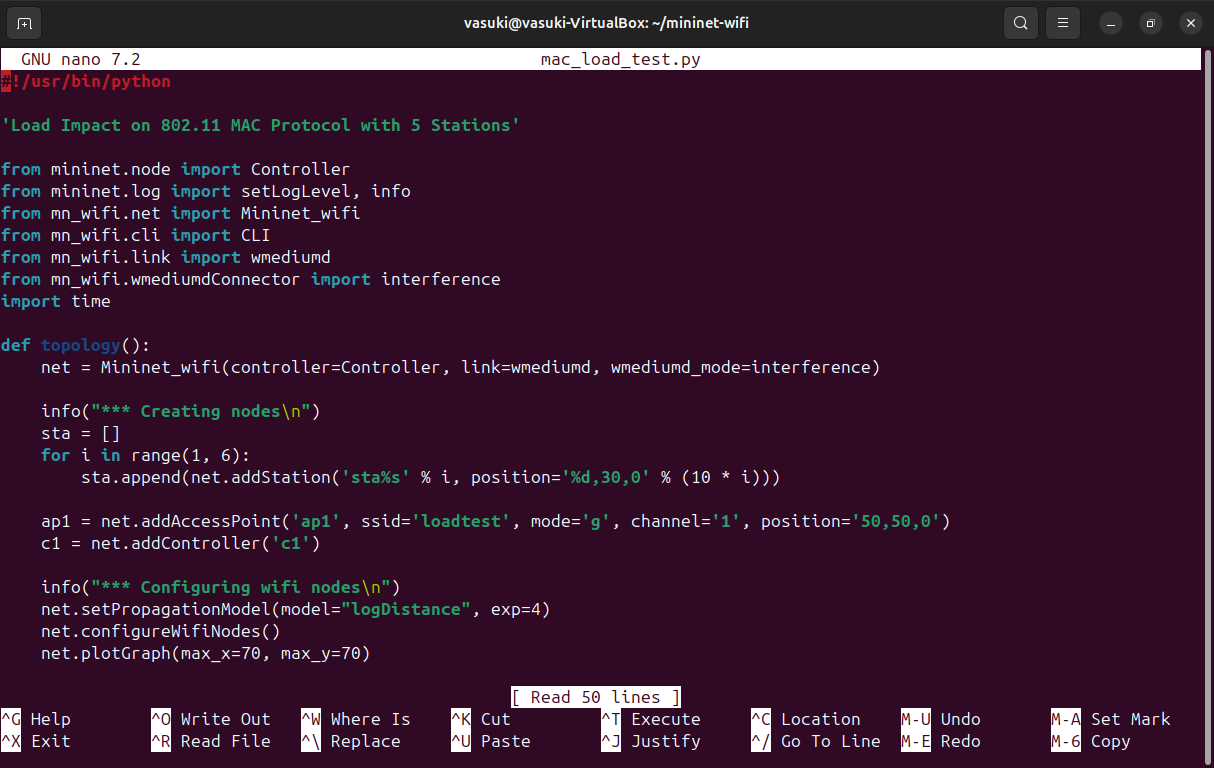 vasuki@vasuki-VirtualBox: ~/mininet-wifi
GNU nano 7.2 mac_load_test.py
#!/usr/bin/python
'Load Impact on 802.11 MAC Protocol with 5 Stations'
from mininet.node import Controller
from mininet.log import setLogLevel, info
from mn_wifi.net import Mininet_wifi
from mn_wifi.cli import CLI
from mn_wifi.link import wmediumd
from mn_wifi.wmediumdConnector import interference
import time
def topology():
    net = Mininet_wifi(controller=Controller, link=wmediumd, wmediumd_mode=interference)
    info("*** Creating nodes\n")
    sta = []
    for i in range(1, 6):
        sta.append(net.addStation('sta%s' % i, position='%d,30,0' % (10 * i)))
    ap1 = net.addAccessPoint('ap1', ssid='loadtest', mode='g', channel='1', position='50,50,0')
    c1 = net.addController('c1')
    info("*** Configuring wifi nodes\n")
    net.setPropagationModel(model="logDistance", exp=4)
    net.configureWifiNodes()
    net.plotGraph(max_x=70, max_y=70)
[ Read 50 lines ]
^G Help ^O Write Out ^W Where Is ^K Cut ^T Execute ^C Location M-U Undo M-A Set Mark
^X Exit ^R Read File ^\ Replace ^U Paste ^J Justify ^/ Go To Line M-E Redo M-6 Copy